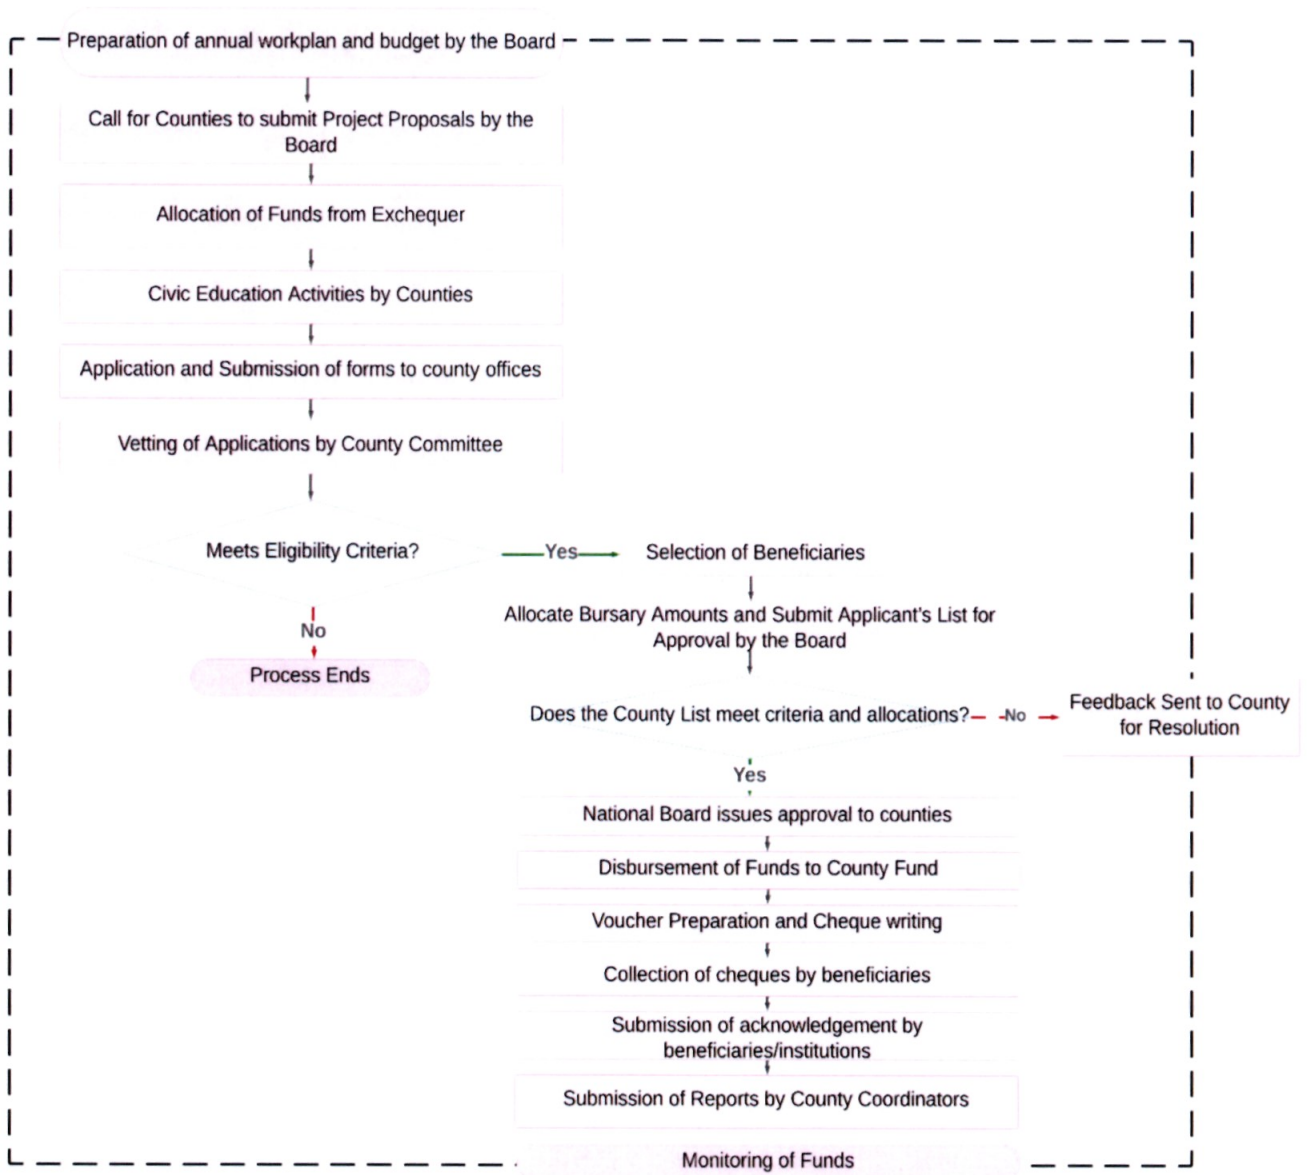 Preparation of annual workplan and budget by the Board
Call for Counties to submit Project Proposals by the
Board
Allocation of Funds from Exchequer
Civic Education Activities by Counties
Application and Submission of forms to county offices
Vetting of Applications by County Committee
Meets Eligibility Criteria?
Yes
Selection of Beneficiaries
No
Process Ends
Allocate Bursary Amounts and Submit Applicant's List for
Approval by the Board
Does the County List meet criteria and allocations?
No
Feedback Sent to County
for Resolution
Yes
National Board issues approval to counties
Disbursement of Funds to County Fund
Voucher Preparation and Cheque writing
Collection of cheques by beneficiaries
Submission of acknowledgement by
beneficiaries/institutions
Submission of Reports by County Coordinators
Monitoring of Funds